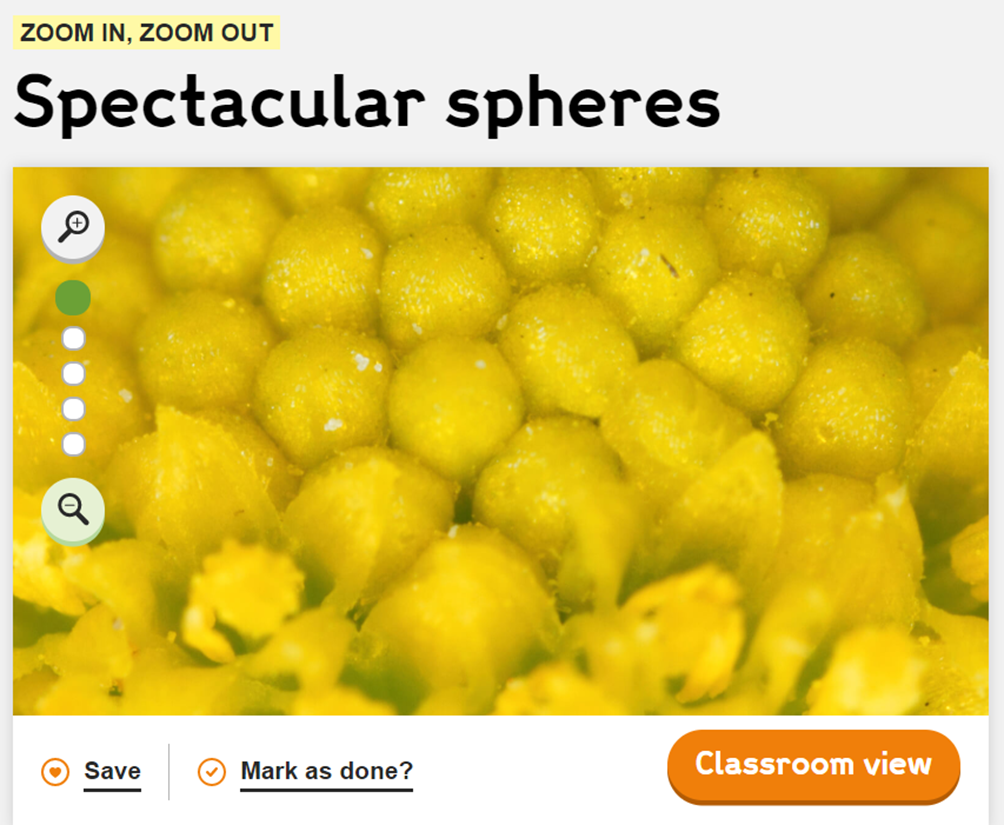 ZOOM IN, ZOOM OUT
Spectacular spheres
Save
Mark as done?
Classroom view